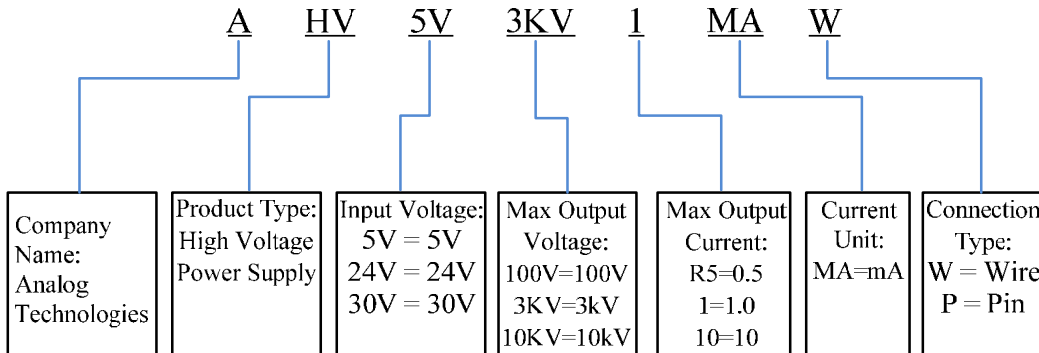 A HV 5V 3KV 1 MA W
Company
Name:
Analog
Technologies
Product Type:
High Voltage
Power Supply
Input Voltage:
5V = 5V
24V = 24V
30V = 30V
Max Output
Voltage:
100V=100V
3KV=3kV
10KV=10kV
Max Output
Current:
R5=0.5
1=1.0
10=10
Current
Unit:
MA=mA
Connection
Type:
W = Wire
P = Pin